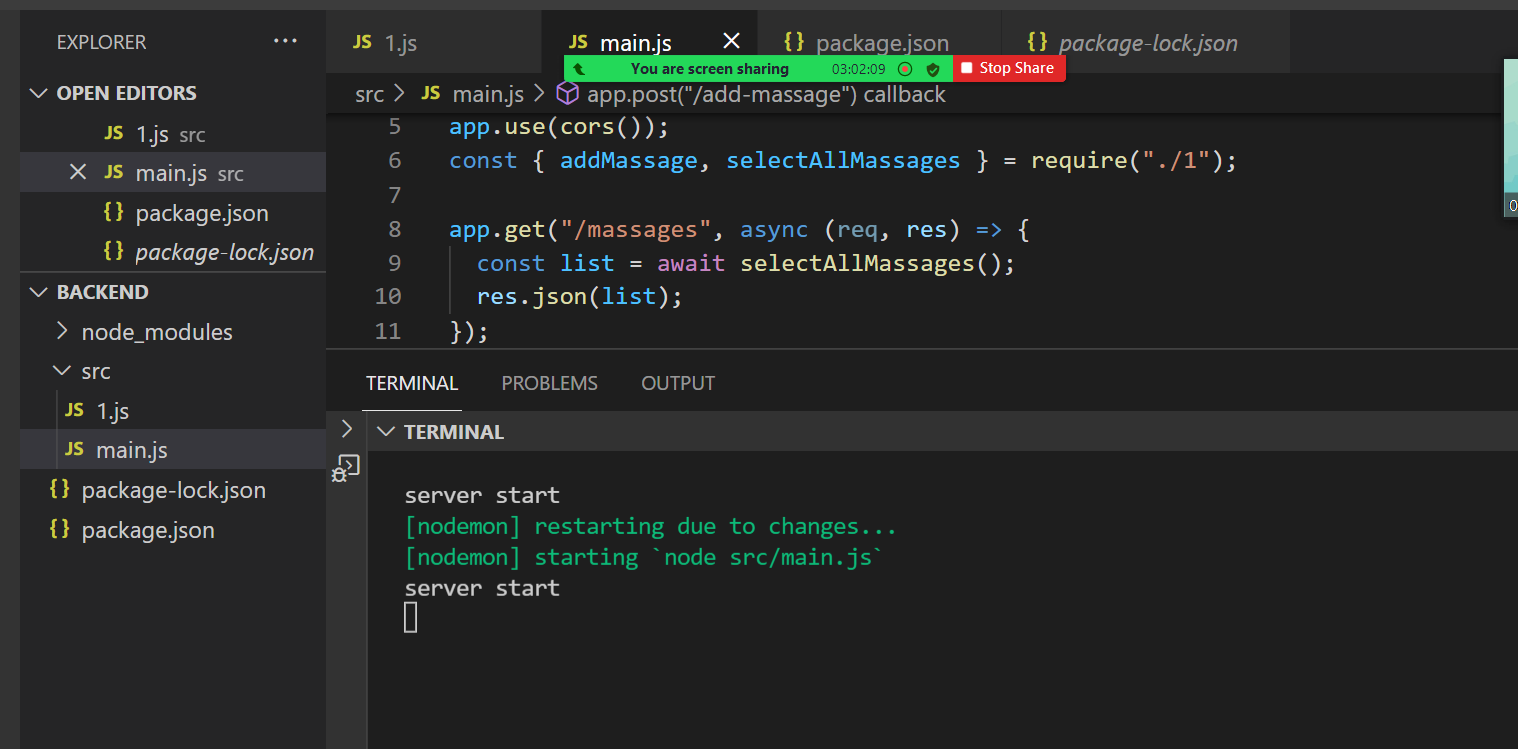 EXPLORER ...
JS 1.js
JS main.js
{} package.json
{} package-lock.json
You are screen sharing 03:02:09 Stop Share
OPEN EDITORS
JS 1.js src
JS main.js src
{} package.json
{} package-lock.json
BACKEND
node_modules
src
JS 1.js
JS main.js
{} package-lock.json
{} package.json
src > JS main.js > app.post("/add-massage") callback
5 app.use(cors());
6 const { addMassage, selectAllMassages } = require("./1");
7
8 app.get("/massages", async (req, res) => {
9 const list = await selectAllMassages();
10 res.json(list);
11 });
TERMINAL PROBLEMS OUTPUT
TERMINAL
server start
[nodemon] restarting due to changes...
[nodemon] starting `node src/main.js`
server start